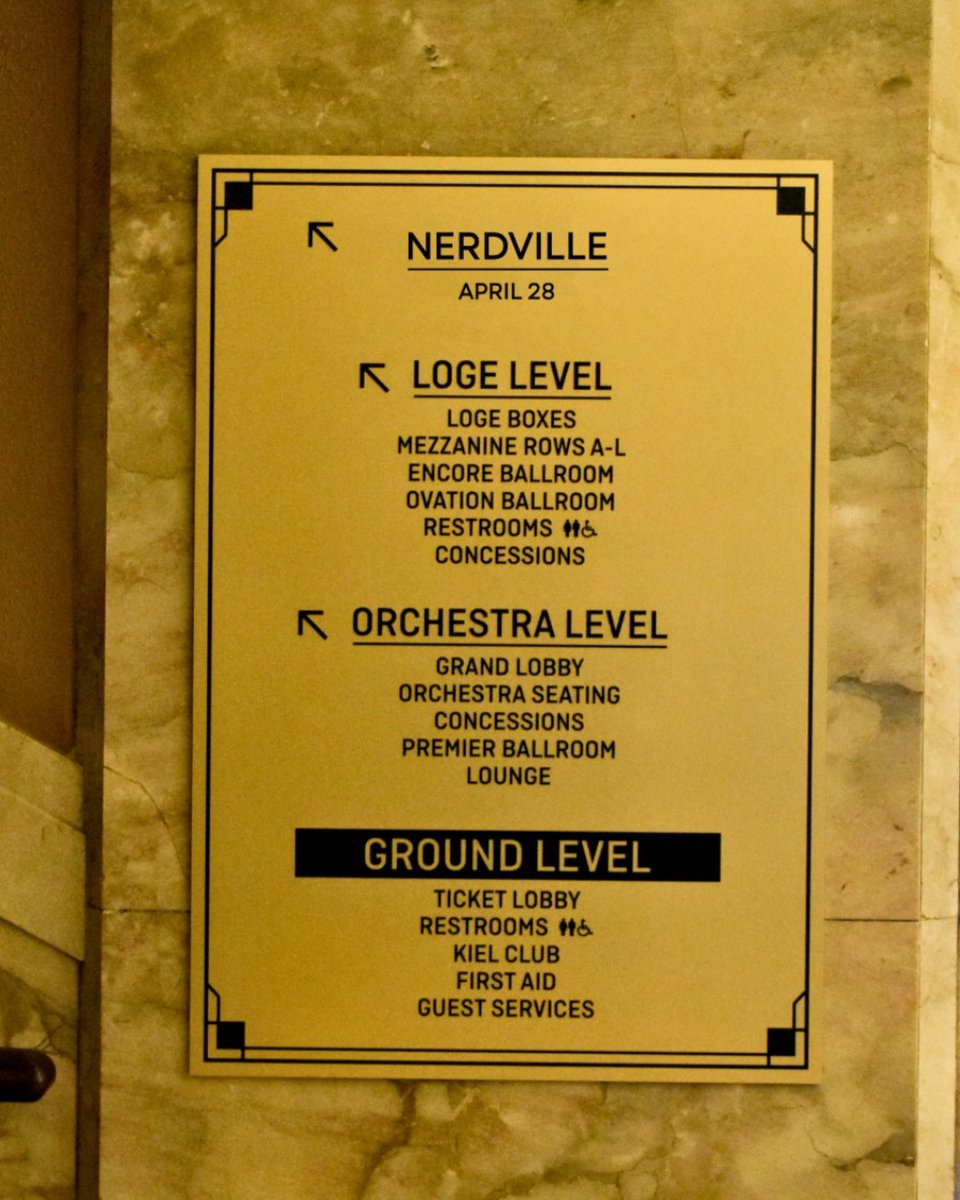 NERDVILLE
APRIL 28
LOGE LEVEL
LOGE BOXES
MEZZANINE ROWS A-L
ENCORE BALLROOM
OVATION BALLROOM
RESTROOMS
CONCESSIONS
ORCHESTRA LEVEL
GRAND LOBBY
ORCHESTRA SEATING
CONCESSIONS
PREMIER BALLROOM
LOUNGE
GROUND LEVEL
TICKET LOBBY
RESTROOMS
KIEL CLUB
FIRST AID
GUEST SERVICES